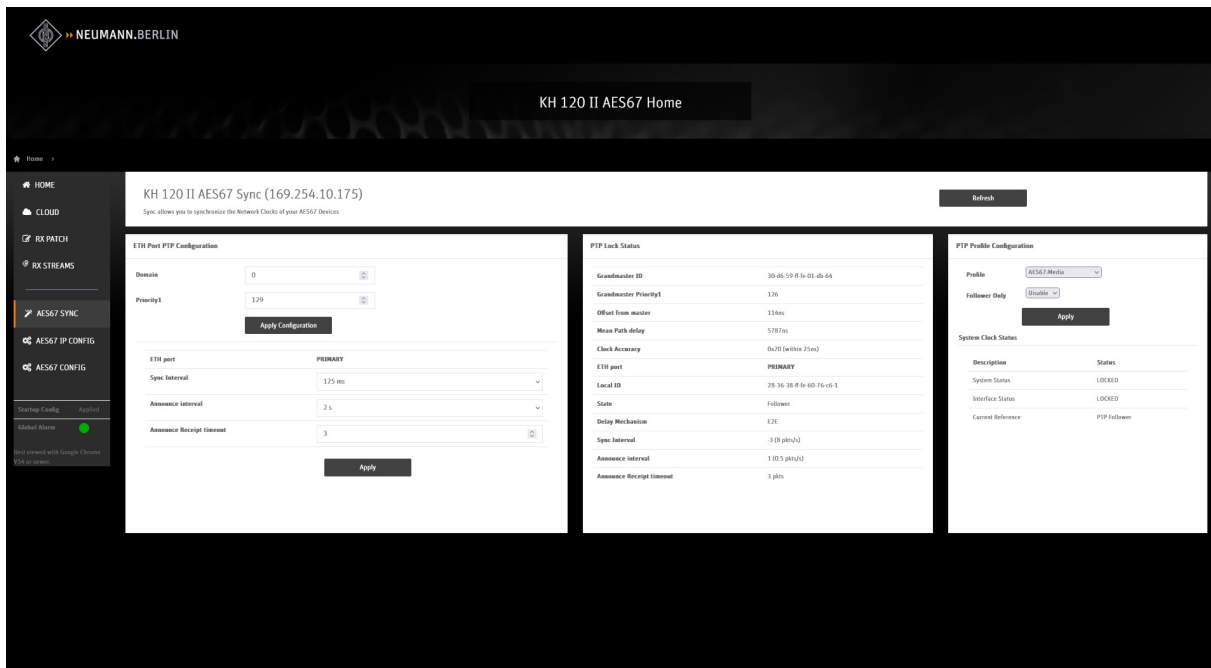 NEUMANN.BERLIN
KH 120 II AES67 Home
Home >
HOME
CLOUD
RX PATCH
RX STREAMS
AES67 SYNC
AES67 IP CONFIG
AES67 CONFIG
Startup Config Applied
Global Alarm
Best viewed with Google Chrome
V54 or newer.
KH 120 II AES67 Sync (169.254.10.175)
Sync allows you to synchronize the Network Clocks of your AES67 Devices
Refresh
ETH Port PTP Configuration
Domain 0
Priority1 129
Apply Configuration
ETH port PRIMARY
Sync Interval 125 ms
Announce interval 2 s
Announce Receipt timeout 3
Apply
PTP Lock Status
Grandmaster ID 30-d6-59-ff-fe-01-db-64
Grandmaster Priority1 126
Offset from master 114ns
Mean Path delay 5787ns
Clock Accuracy 0x20 (within 25ns)
ETH port PRIMARY
Local ID 28-36-38-ff-fe-60-76-c6-1
State Follower
Delay Mechanism E2E
Sync Interval -3 (8 pkts/s)
Announce interval 1 (0.5 pkts/s)
Announce Receipt timeout 3 pkts
PTP Profile Configuration
Profile AES67:Media
Follower Only Disable
Apply
System Clock Status
Description Status
System Status LOCKED
Interface Status LOCKED
Current Reference PTP Follower